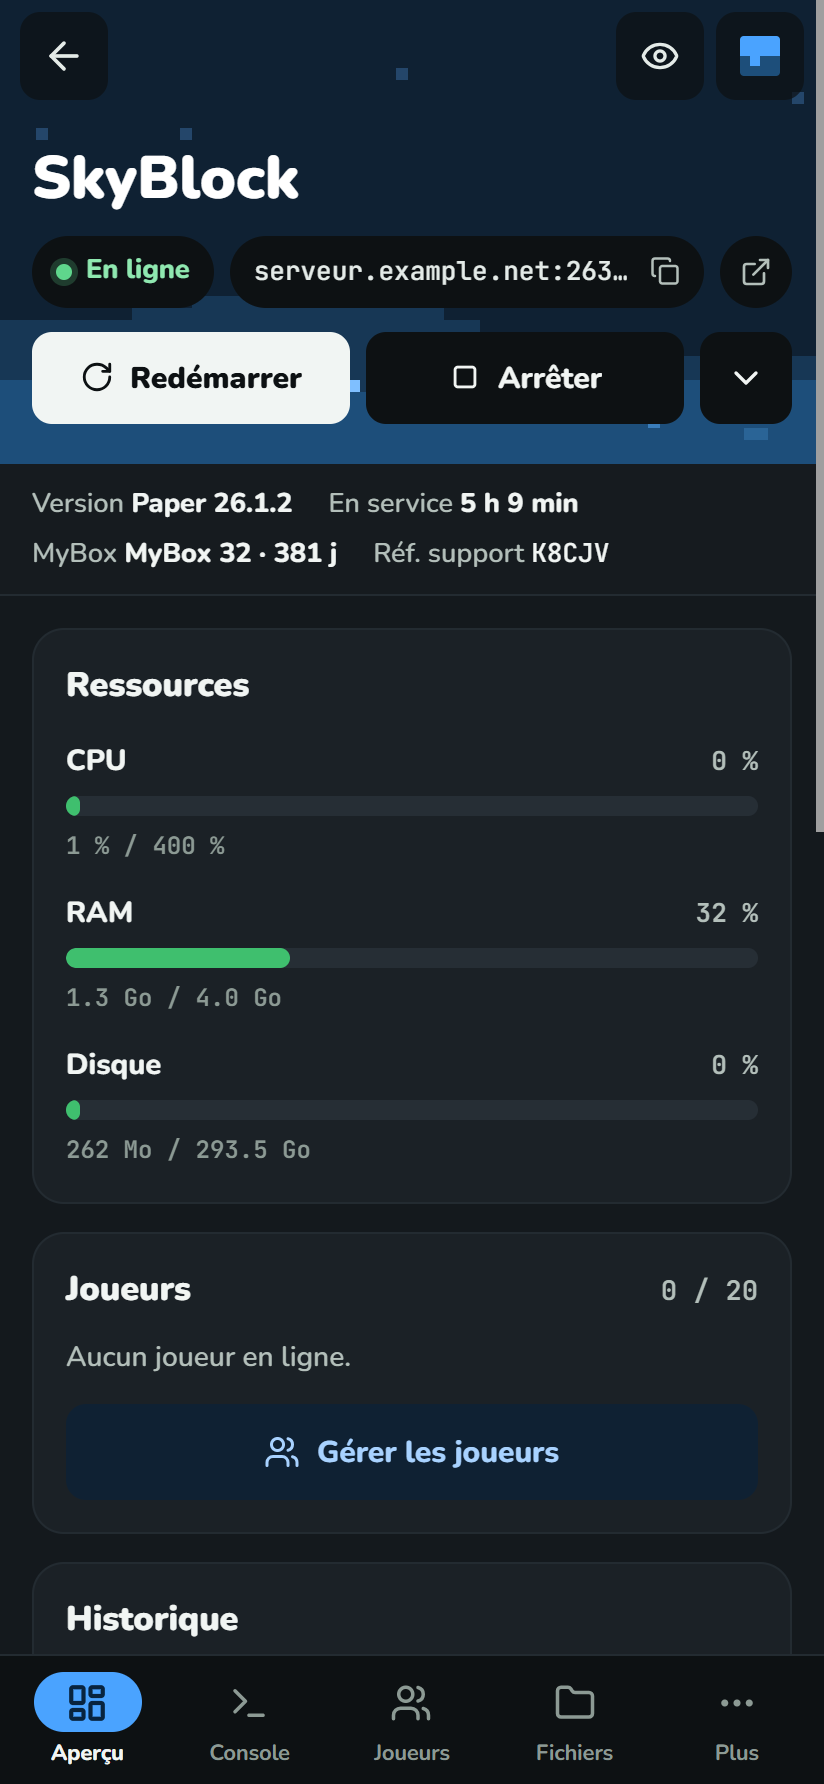 SkyBlock
En ligne
serveur.example.net:263…
Redémarrer
Arrêter
Version Paper 26.1.2 En service 5 h 9 min
MyBox MyBox 32 · 381 j Réf. support K8CJV
Ressources
CPU 0 %
1 % / 400 %
RAM 32 %
1.3 Go / 4.0 Go
Disque 0 %
262 Mo / 293.5 Go
Joueurs 0 / 20
Aucun joueur en ligne.
Gérer les joueurs
Historique
Aperçu Console Joueurs Fichiers Plus